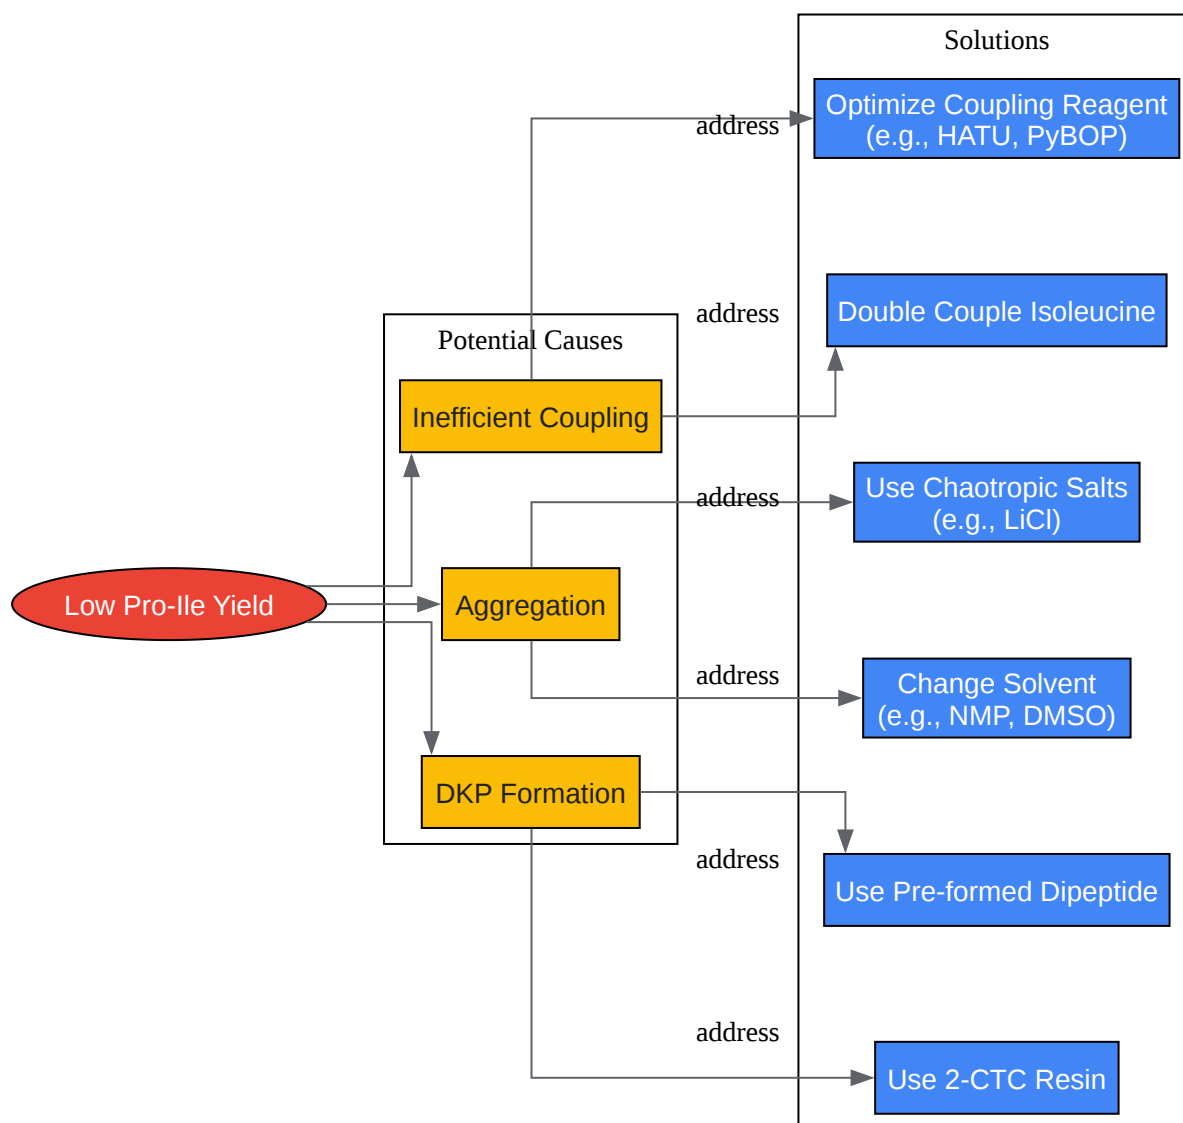 Solutions
address
Optimize Coupling Reagent
(e.g., HATU, PyBOP)
address
Double Couple Isoleucine
Potential Causes
Inefficient Coupling
address
Use Chaotropic Salts
(e.g., LiCl)
Low Pro-Ile Yield
Aggregation
address
Change Solvent
(e.g., NMP, DMSO)
DKP Formation
address
Use Pre-formed Dipeptide
address
Use 2-CTC Resin